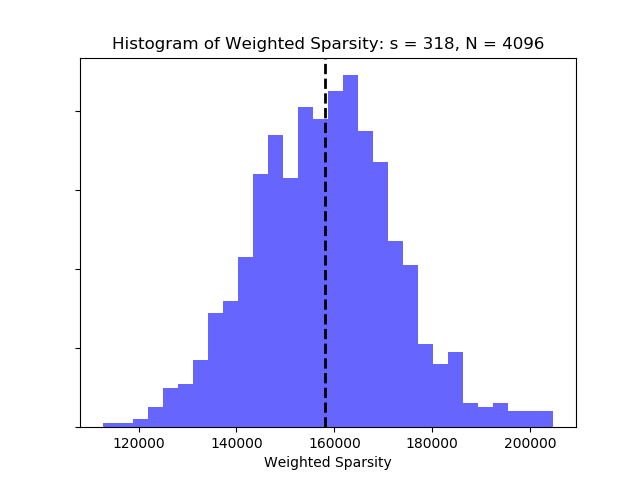 Histogram of Weighted Sparsity: s = 318, N = 4096
120000 140000 160000 180000 200000
Weighted Sparsity